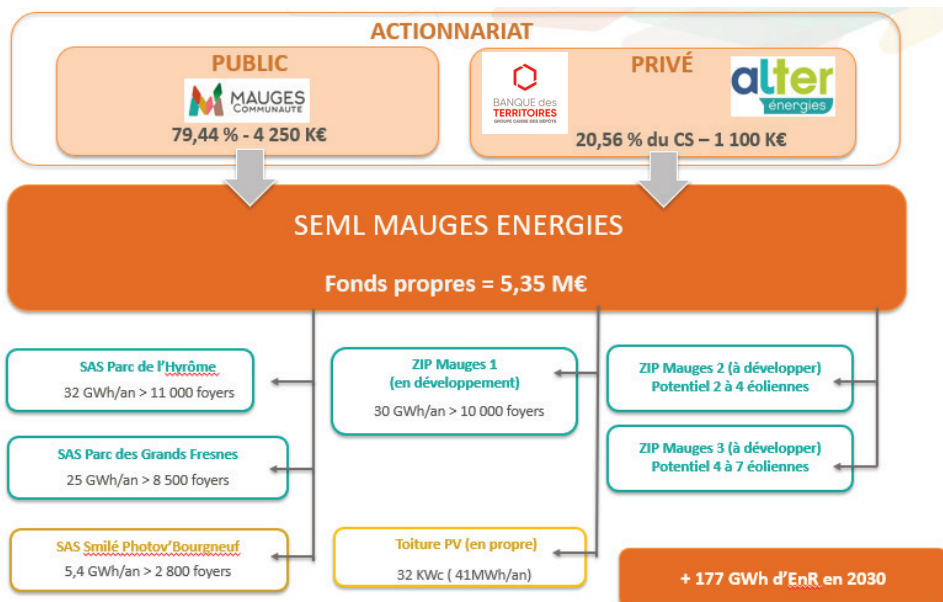 ACTIONNARIAT
PUBLIC
MAUGES
COMMUNAUTÉ
79,44 % - 4 250 K€
PRIVÉ
BANQUE des
TERRITOIRES
GROUPE CAISSE DES DÉPÔTS
alter
énergies
20,56 % du CS – 1 100 K€
SEML MAUGES ENERGIES
Fonds propres = 5,35 M€
SAS Parc de l'Hyrôme
32 GWh/an > 11 000 foyers
ZIP Mauges 1
(en développement)
30 GWh/an > 10 000 foyers
ZIP Mauges 2 (à développer)
Potentiel 2 à 4 éoliennes
SAS Parc des Grands Fresnes
25 GWh/an > 8 500 foyers
ZIP Mauges 3 (à développer)
Potentiel 4 à 7 éoliennes
SAS Smilé Photov'Bourgneuf
5,4 GWh/an > 2 800 foyers
Toiture PV (en propre)
32 KWc ( 41MWh/an)
+ 177 GWh d'EnR en 2030